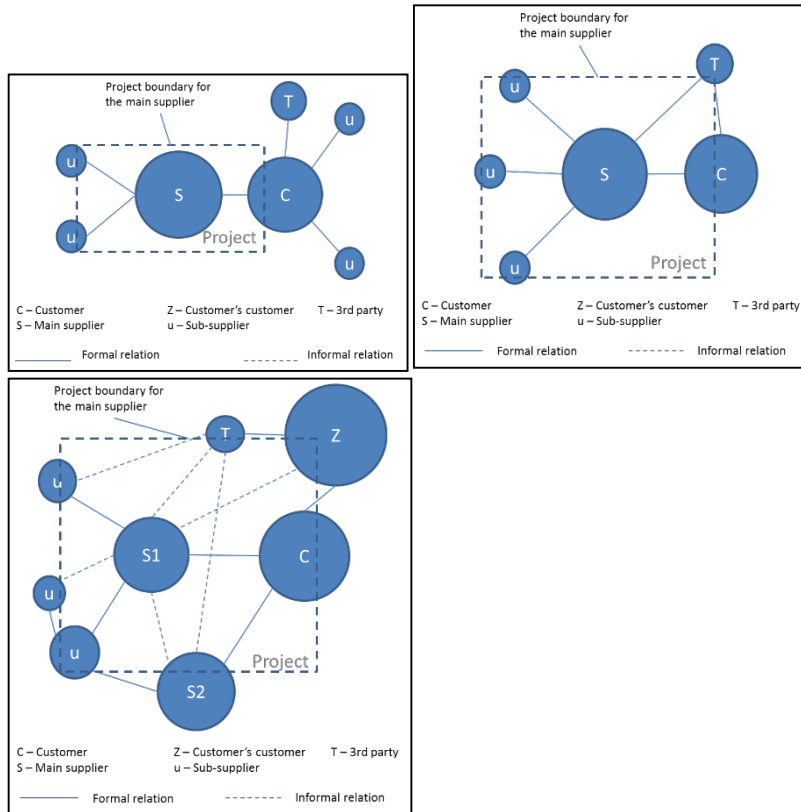 Project boundary for
the main supplier
T
u
u
S
C
u
Project
u
C – Customer
Z – Customer's customer
T – 3rd party
S – Main supplier
u – Sub-supplier
Formal relation
Informal relation
Project boundary for
the main supplier
T
u
u
S
C
u
Project
C – Customer
Z – Customer's customer
T – 3rd party
S – Main supplier
u – Sub-supplier
Formal relation
Informal relation
Project boundary for
the main supplier
T
Z
u
S1
C
u
u
Project
S2
C – Customer
Z – Customer's customer
T – 3rd party
S – Main supplier
u – Sub-supplier
Formal relation
Informal relation